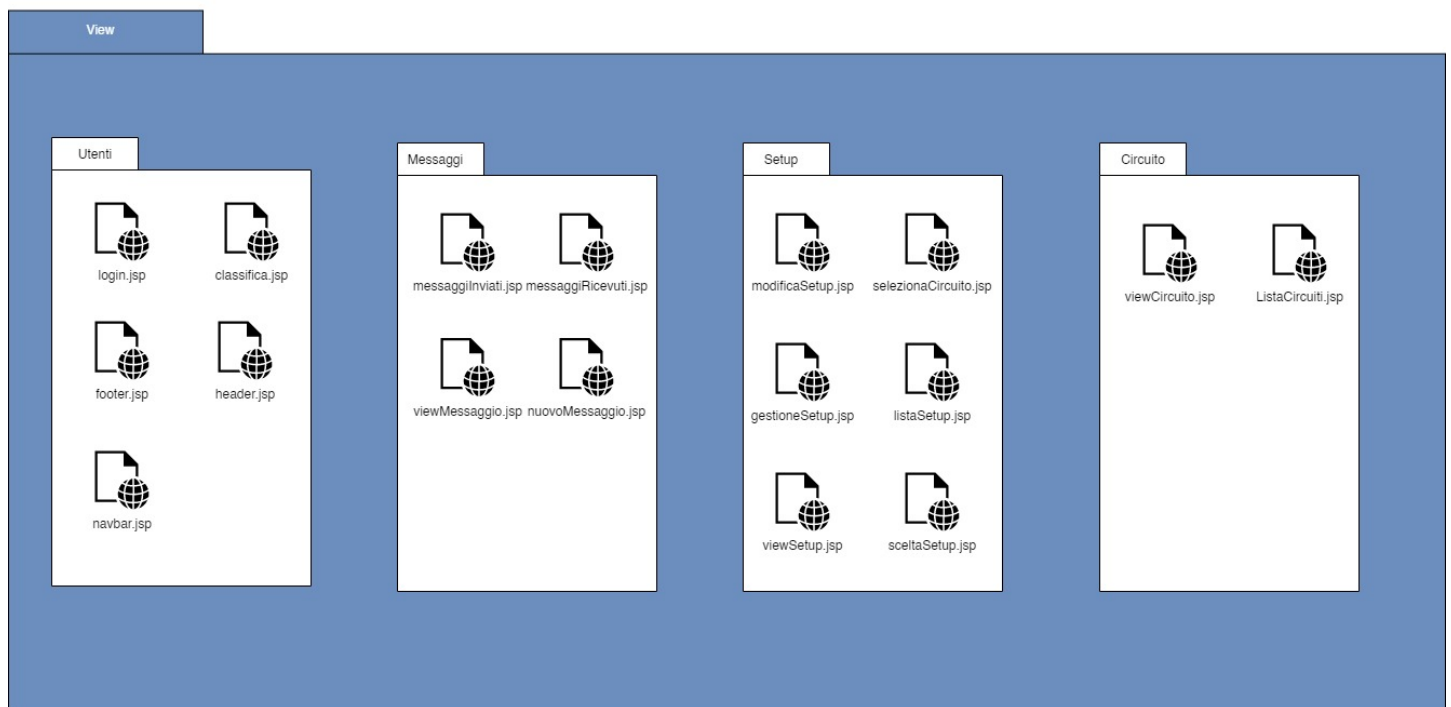 View
Utenti
login.jsp
classifica.jsp
footer.jsp
header.jsp
navbar.jsp
Messaggi
messaggiInviati.jsp
messaggiRicevuti.jsp
viewMessaggio.jsp
nuovoMessaggio.jsp
Setup
modificaSetup.jsp
selezionaCircuito.jsp
gestioneSetup.jsp
listaSetup.jsp
viewSetup.jsp
sceltaSetup.jsp
Circuito
viewCircuito.jsp
ListaCircuiti.jsp